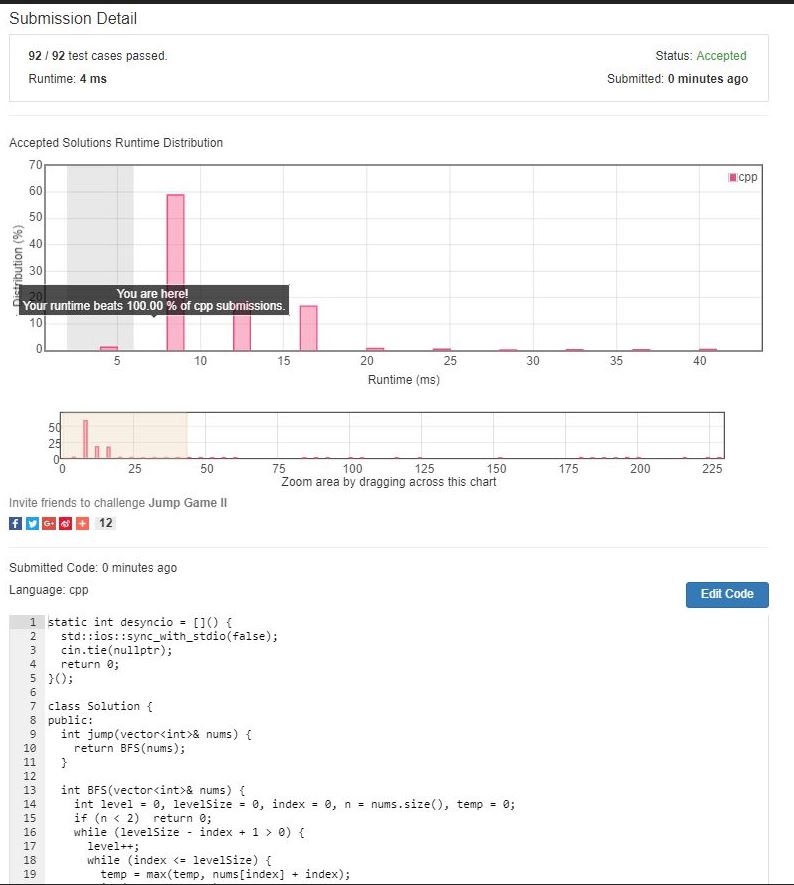 Submission Detail
92 / 92 test cases passed.
Status: Accepted
Runtime: 4 ms
Submitted: 0 minutes ago
Accepted Solutions Runtime Distribution
70
60
50
40
30
20
10
0
Distribution (%)
cpp
You are here!
Your runtime beats 100.00 % of cpp submissions.
5 10 15 20 25 30 35 40
Runtime (ms)
50
25
0
0 25 50 75 100 125 150 175 200 225
Zoom area by dragging across this chart
Invite friends to challenge Jump Game II
12
Submitted Code: 0 minutes ago
Language: cpp
Edit Code
1 static int desyncio = []() {
2 std::ios::sync_with_stdio(false);
3 cin.tie(nullptr);
4 return 0;
5 }();
6
7 class Solution {
8 public:
9 int jump(vector<int>& nums) {
10 return BFS(nums);
11 }
12
13 int BFS(vector<int>& nums) {
14 int level = 0, levelSize = 0, index = 0, n = nums.size(), temp = 0;
15 if (n < 2) return 0;
16 while (levelSize - index + 1 > 0) {
17 level++;
18 while (index <= levelSize) {
19 temp = max(temp, nums[index] + index);